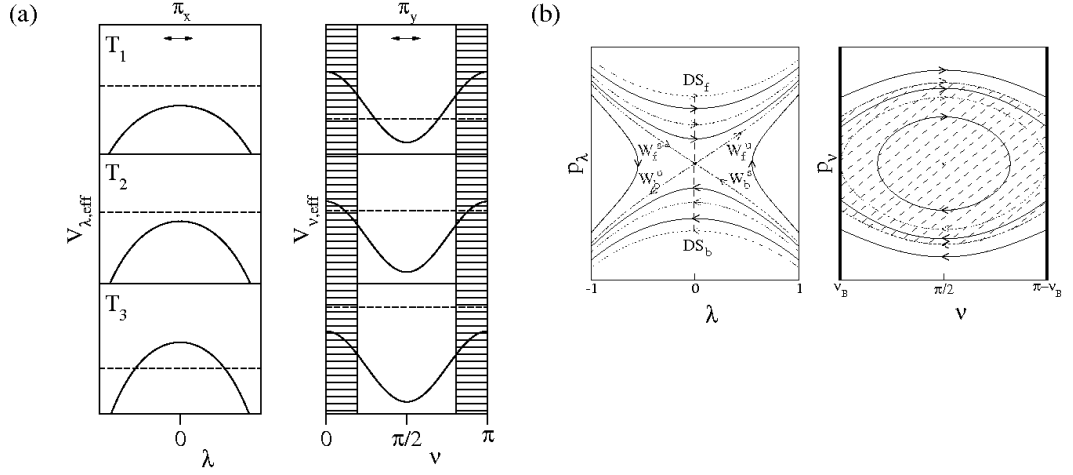 (a)
π_x
π_y
T_1
T_2
T_3
V_λ,eff
V_ν,eff
0
λ
0
π/2
π
ν
(b)
DS_f
W_f^s
W_f^u
W_b^u
W_b^s
DS_b
p_λ
-1
0
1
λ
p_ν
ν_B
π/2
π-ν_B
ν